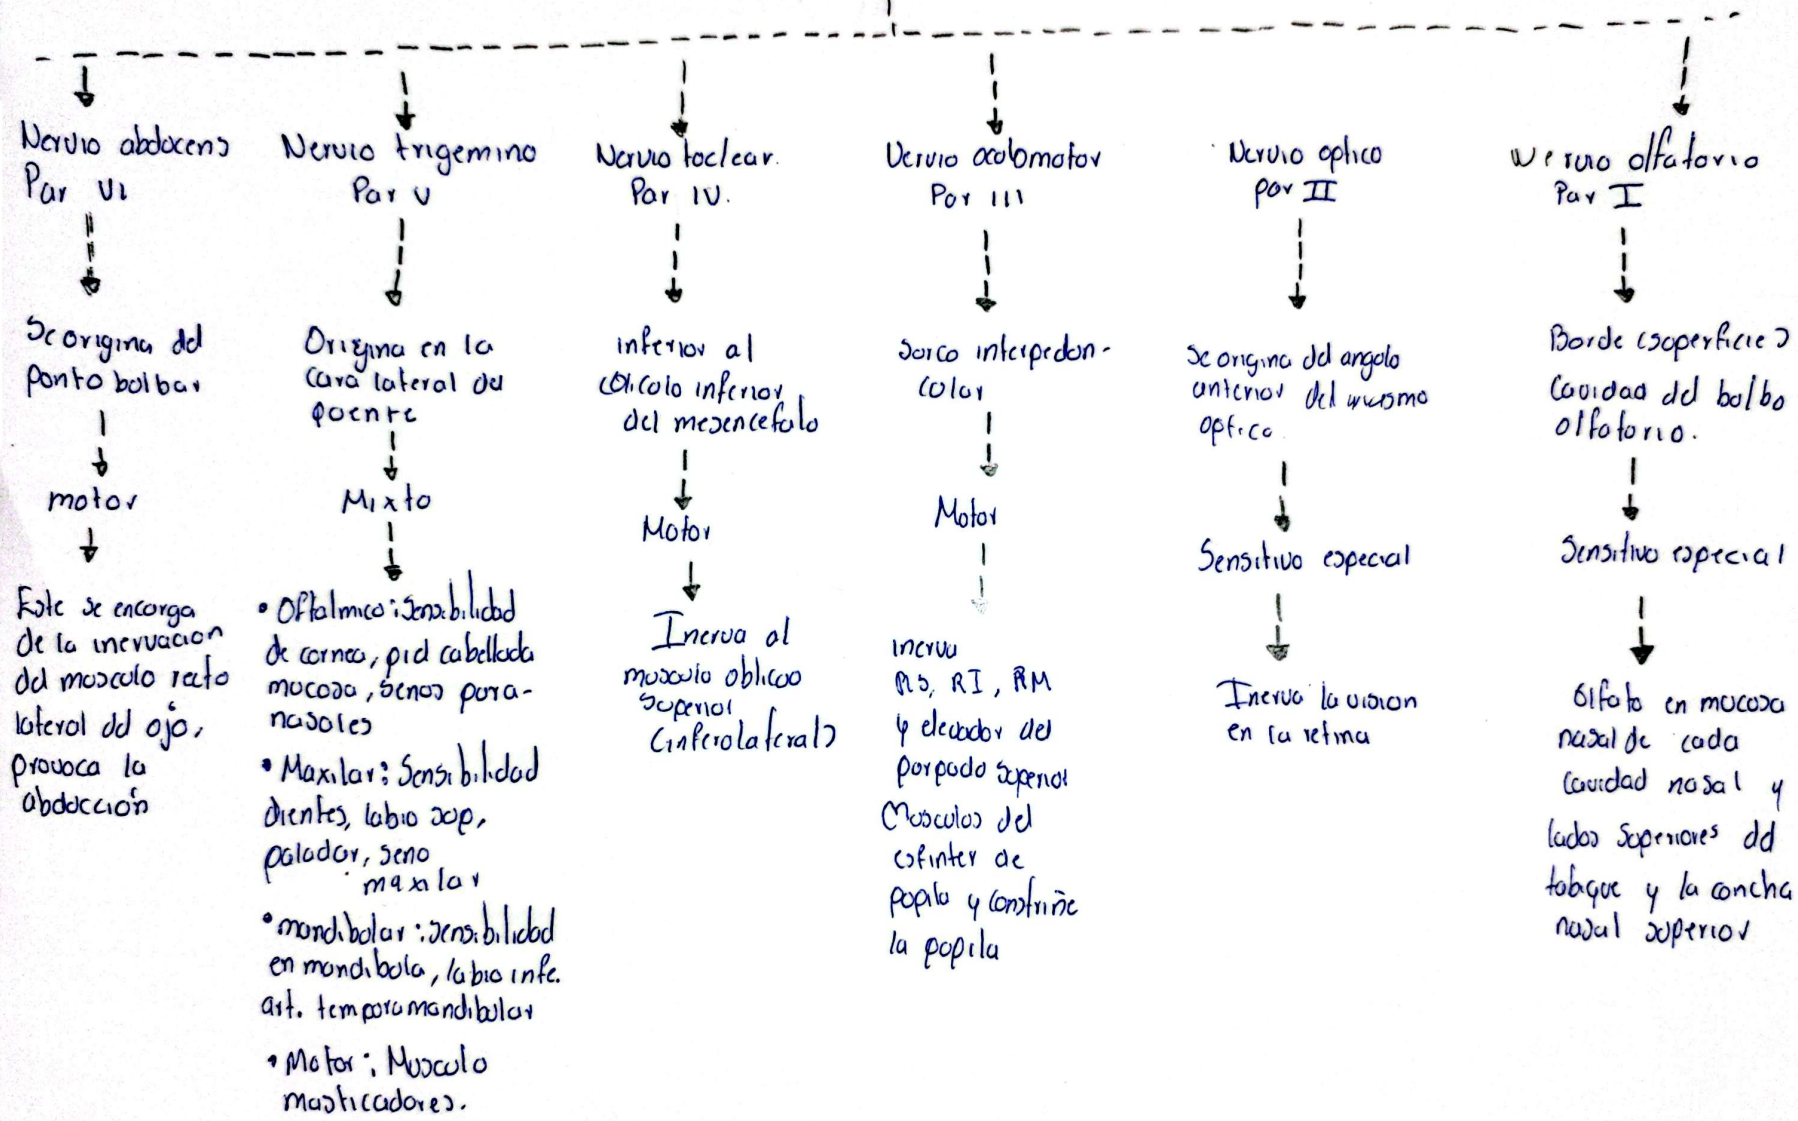 Nervio abducens
Par VI
Se origina del
ponto bulbar
motor
Este se encarga
de la inervacion
del musculo recto
lateral del ojo,
provoca la
abducción
Nervio trigemino
Par V
Origina en la
cara lateral del
puente
Mixto
• Oftalmico: Sensibilidad
de cornea, piel cabelluda
mucosa, senos para-
nasales
• Maxilar: Sensibilidad
dientes, labio sup,
paladar, seno
maxilar
• mandibular: sensibilidad
en mandibula, labio infe.
art. temporamandibular
• Motor: Musculo
masticadores.
Nervio toclear.
Par IV.
inferior al
coliculo inferior
del mesencefalo
Motor
Inerva al
musculo oblicuo
superior
(inferolateral)
Nervio oculomotor
Par III
surco interpedun-
cular
Motor
inerva
RS, RI, RM
y elevador del
parpado superior
Musculos del
esfinter de
pupila y constriñe
la pupila
Nervio optico
par II
se origina del angulo
anterior del
optico
Sensitivo especial
Inerva la vision
en la retina
Nervio olfatorio
Par I
Borde (superficie)
Cavidad del bulbo
olfatorio.
Sensitivo especial
Olfato en mucosa
nasal de cada
cavidad nasal y
lados superiores del
tabique y la concha
nasal superior